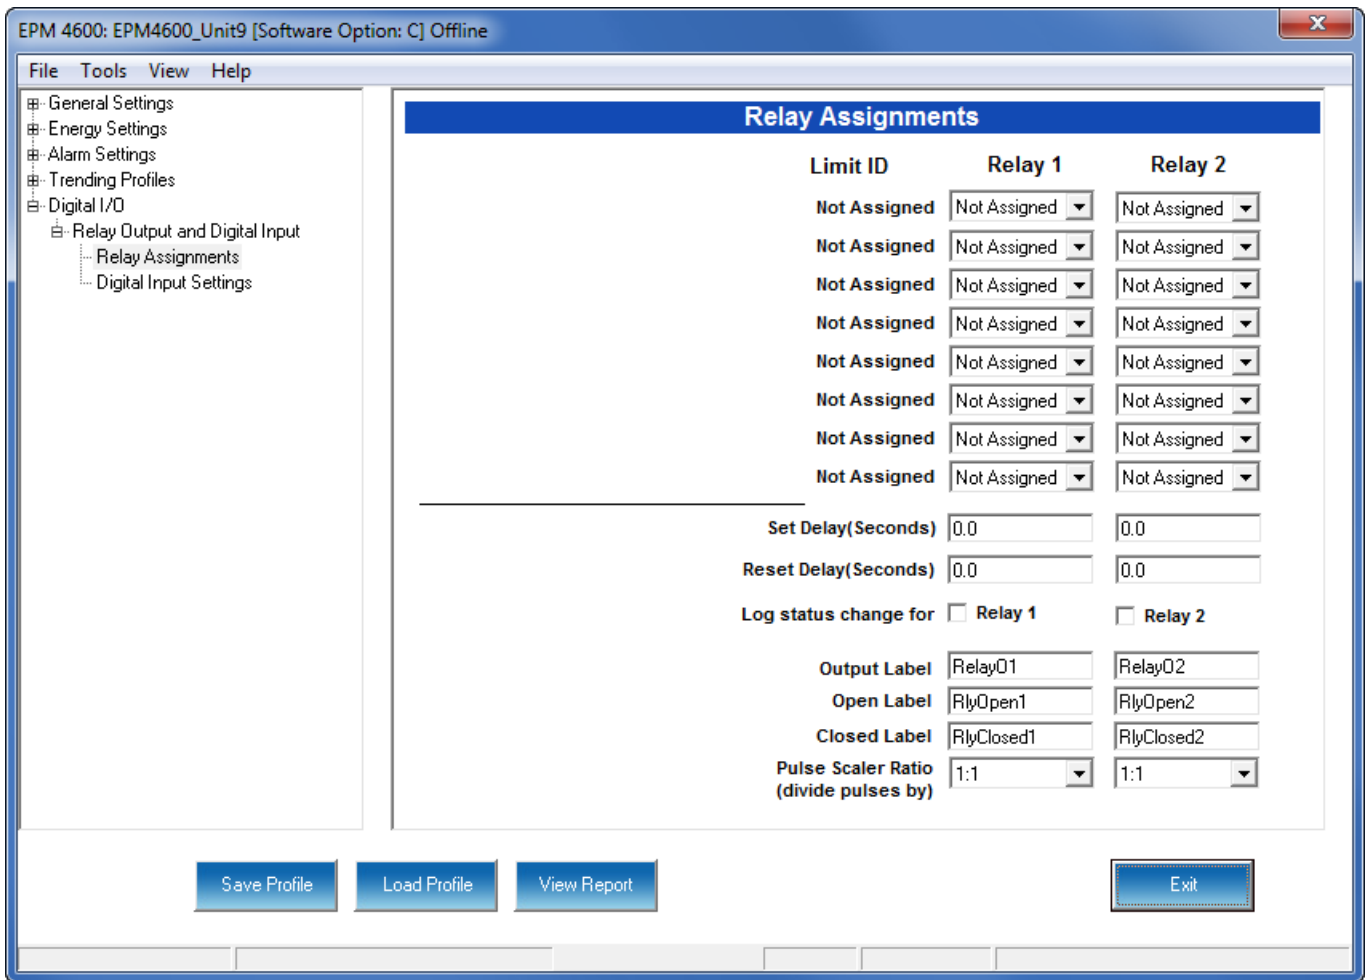 EPM 4600: EPM4600_Unit9 [Software Option: C] Offline
x
File Tools View Help
General Settings
Energy Settings
Alarm Settings
Trending Profiles
Digital I/O
Relay Output and Digital Input
Relay Assignments
Digital Input Settings
Relay Assignments
Limit ID Relay 1 Relay 2
Not Assigned Not Assigned Not Assigned
Not Assigned Not Assigned Not Assigned
Not Assigned Not Assigned Not Assigned
Not Assigned Not Assigned Not Assigned
Not Assigned Not Assigned Not Assigned
Not Assigned Not Assigned Not Assigned
Not Assigned Not Assigned Not Assigned
Not Assigned Not Assigned Not Assigned
Set Delay(Seconds) 0.0 0.0
Reset Delay(Seconds) 0.0 0.0
Log status change for Relay 1 Relay 2
Output Label RelayO1 RelayO2
Open Label RlyOpen1 RlyOpen2
Closed Label RlyClosed1 RlyClosed2
Pulse Scaler Ratio
(divide pulses by) 1:1 1:1
Save Profile Load Profile View Report Exit